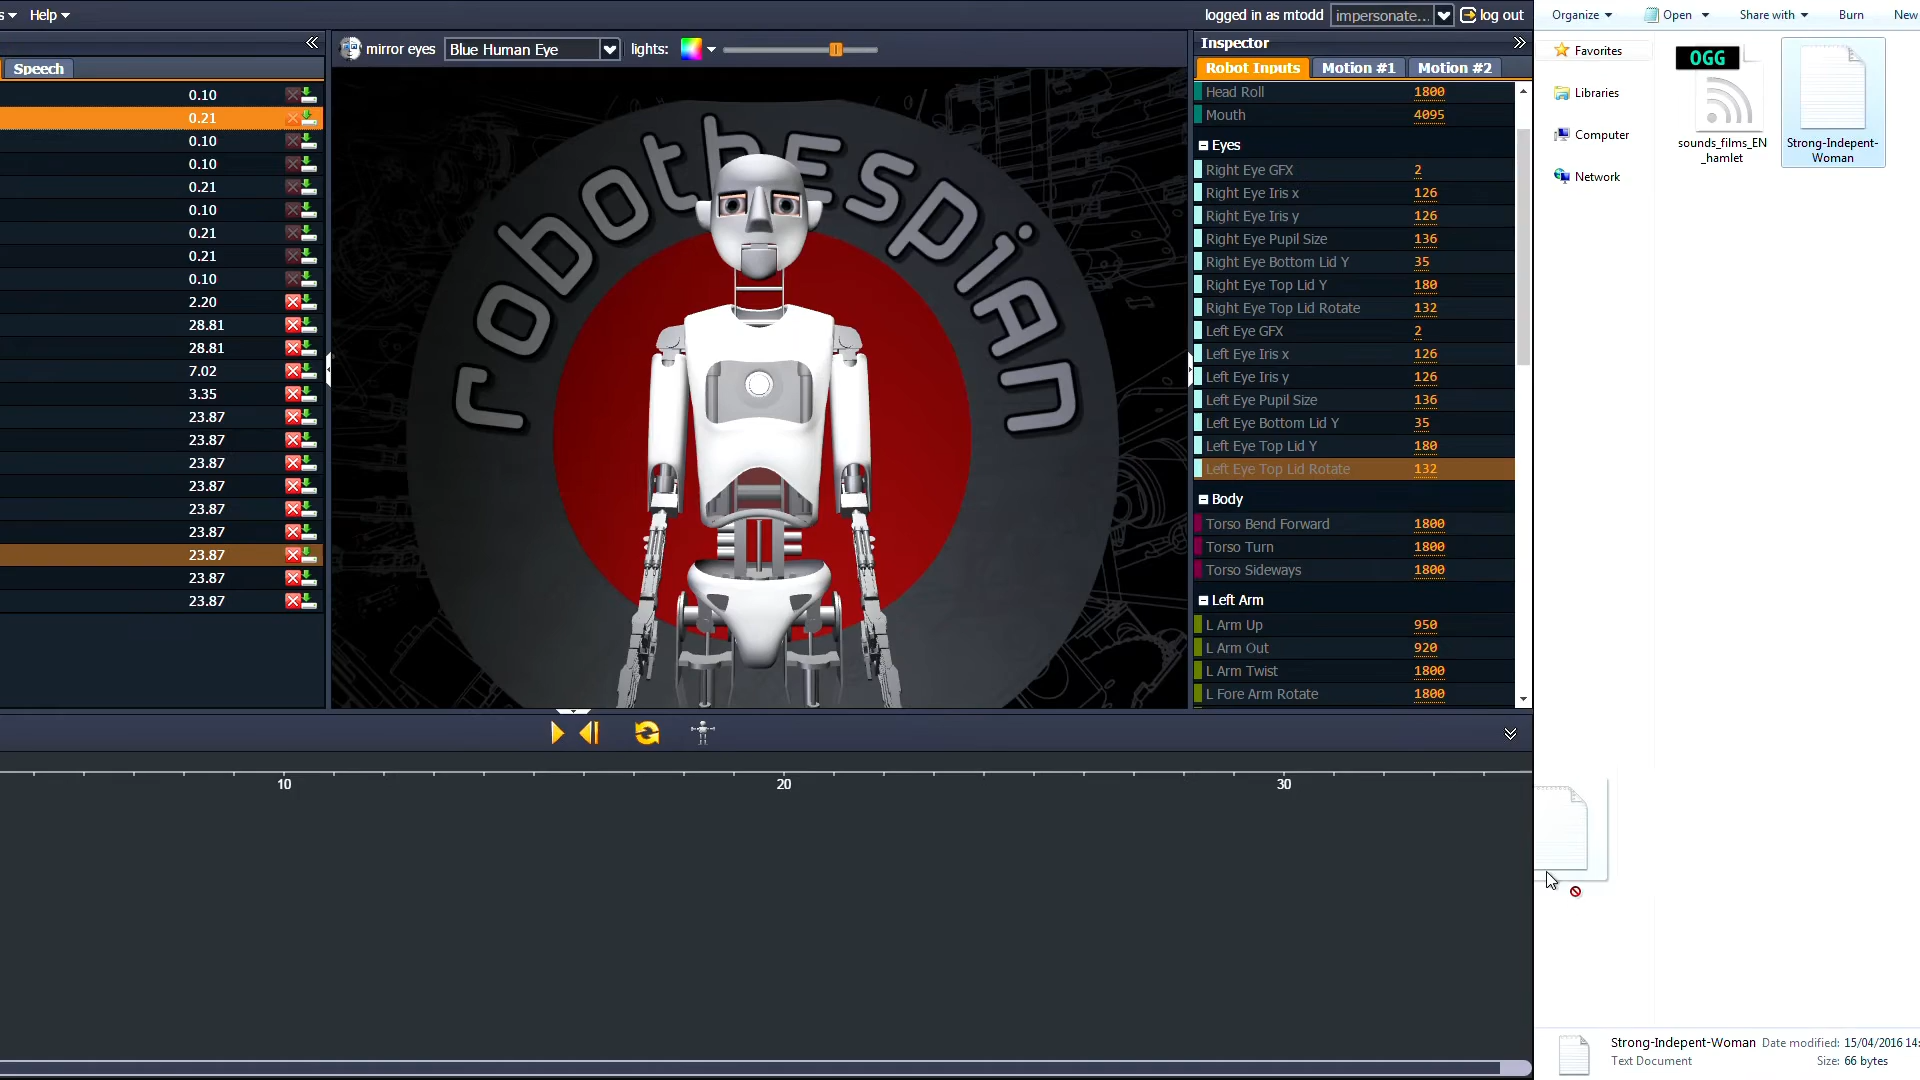 s
Help
logged in as mtodd
impersonate...
log out
Speech
0.10
0.21
0.10
0.10
0.21
0.10
0.21
0.21
0.10
2.20
28.81
28.81
7.02
3.35
23.87
23.87
23.87
23.87
23.87
23.87
23.87
23.87
23.87
mirror eyes
Blue Human Eye
lights:
robothespian
Inspector
Robot Inputs Motion #1 Motion #2
Head Roll 1800
Mouth 4095
Eyes
Right Eye GFX 2
Right Eye Iris x 126
Right Eye Iris y 126
Right Eye Pupil Size 136
Right Eye Bottom Lid Y 35
Right Eye Top Lid Y 180
Right Eye Top Lid Rotate 132
Left Eye GFX 2
Left Eye Iris x 126
Left Eye Iris y 126
Left Eye Pupil Size 136
Left Eye Bottom Lid Y 35
Left Eye Top Lid Y 180
Left Eye Top Lid Rotate 132
Body
Torso Bend Forward 1800
Torso Turn 1800
Torso Sideways 1800
Left Arm
L Arm Up 950
L Arm Out 920
L Arm Twist 1800
L Fore Arm Rotate 1800
10 20 30
Organize Open Share with Burn New
Favorites
Libraries
Computer
Network
OGG
sounds_films_EN
_hamlet
Strong-Indepent-
Woman
Strong-Indepent-Woman Date modified: 15/04/2016 14:
Text Document Size: 66 bytes